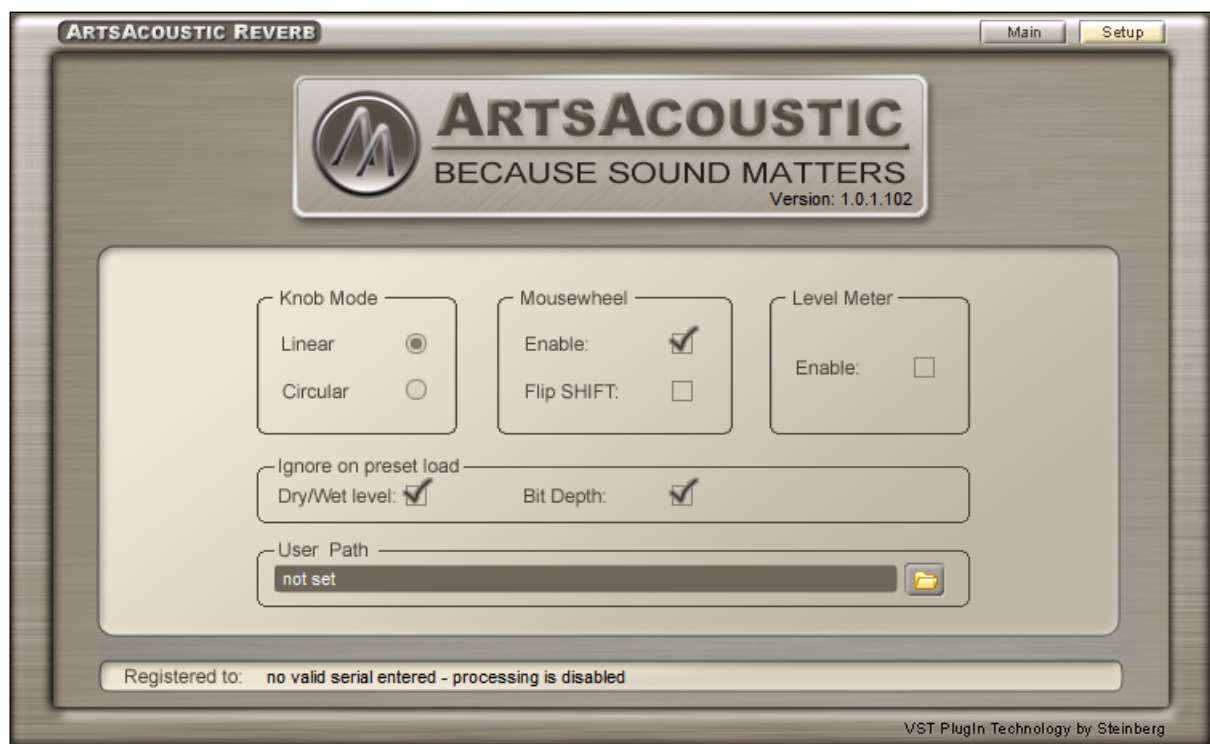 ARTSACOUSTIC REVERB
Main
Setup
ARTSACOUSTIC
BECAUSE SOUND MATTERS
Version: 1.0.1.102
Knob Mode
Linear
Circular
Mousewheel
Enable:
Flip SHIFT:
Level Meter
Enable:
Ignore on preset load
Dry/Wet level:
Bit Depth:
User Path
not set
Registered to: no valid serial entered - processing is disabled
VST PlugIn Technology by Steinberg